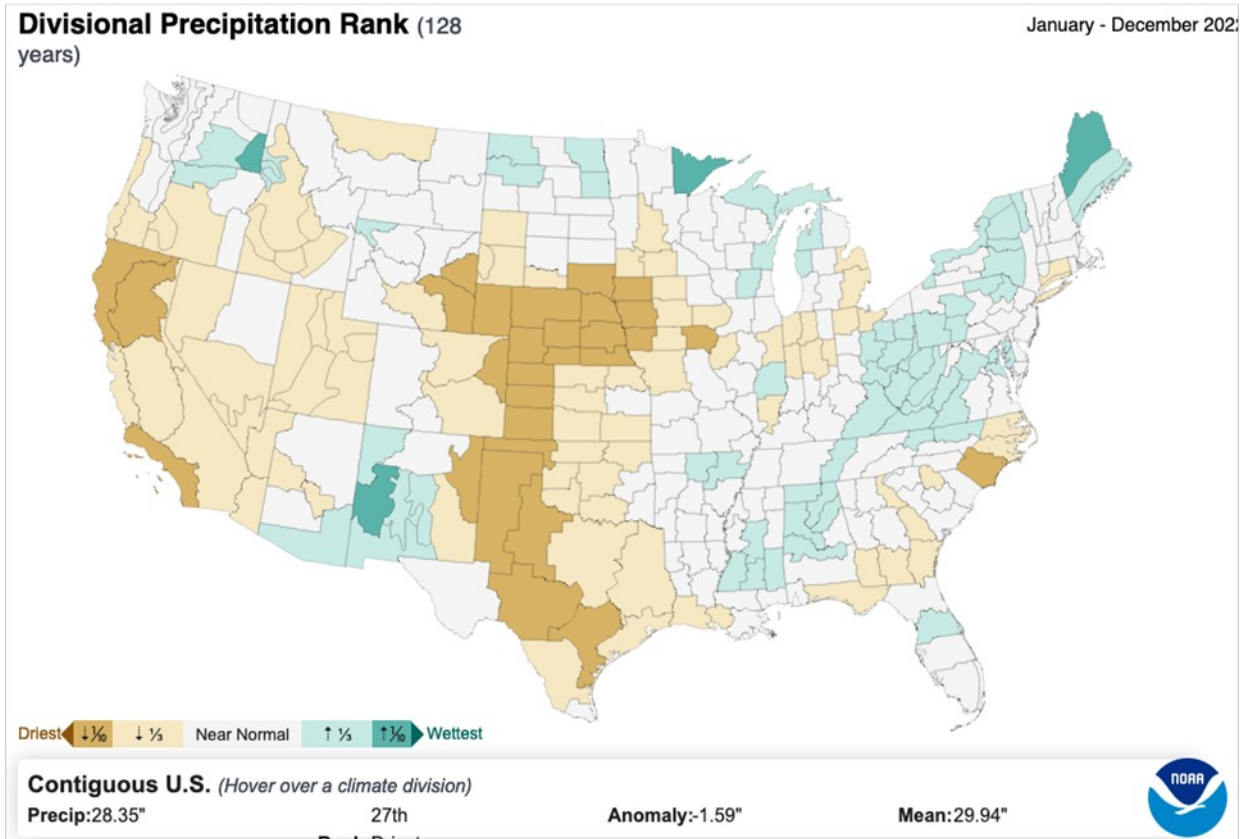 Divisional Precipitation Rank (128
years)
January - December 202
Driest ↓⅒ ↓ ⅓ Near Normal ↑ ⅓ ↑⅒ Wettest
Contiguous U.S. (Hover over a climate division)
Precip:28.35" 27th Anomaly:-1.59" Mean:29.94"
NOAA